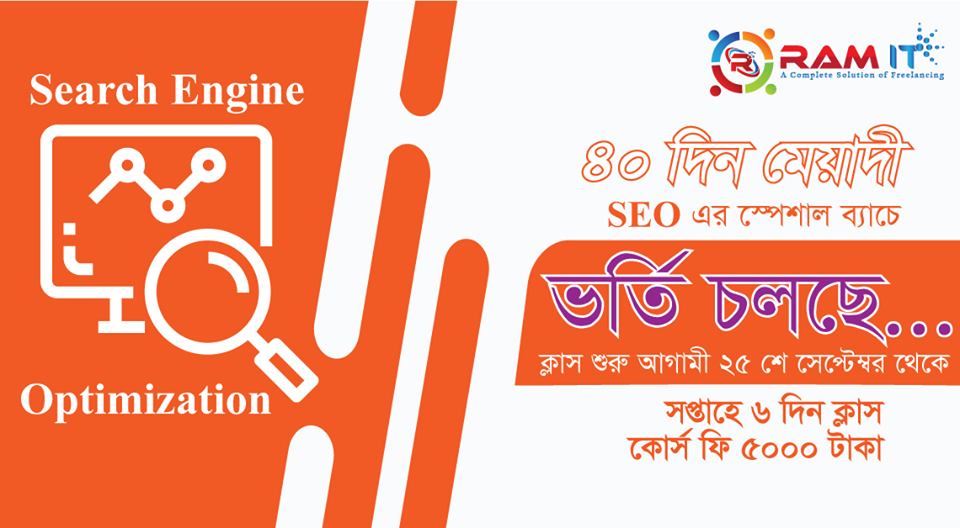 Search Engine
Optimization
RAM IT
A Complete Solution of Freelancing
৪০ দিন মেয়াদী
SEO এর স্পেশাল ব্যাচে
ভর্তি চলছে...
ক্লাস শুরু আগামী ২৫ শে সেপ্টেম্বর থেকে
সপ্তাহে ৬ দিন ক্লাস
কোর্স ফি ৫০০০ টাকা